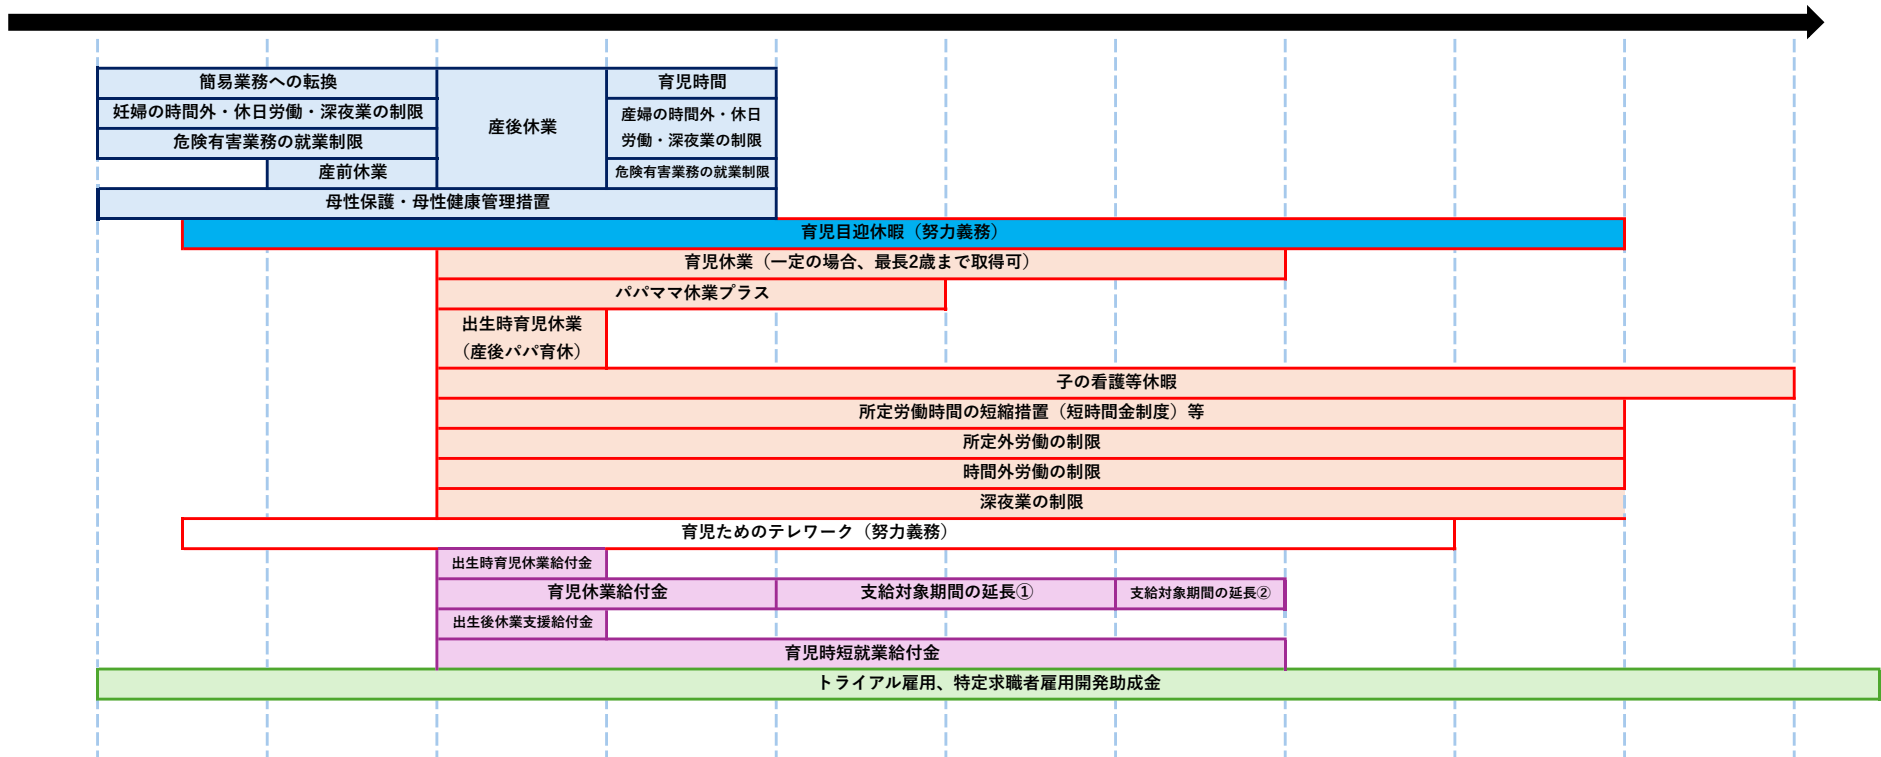 簡易業務への転換
育児時間
妊婦の時間外・休日労働・深夜業の制限
産後休業
産婦の時間外・休日
労働・深夜業の制限
危険有害業務の就業制限
産前休業
危険有害業務の就業制限
母性保護・母性健康管理措置
育児目迎休暇（努力義務）
育児休業（一定の場合、最長2歳まで取得可）
パパママ休業プラス
出生時育児休業
（産後パパ育休）
子の看護等休暇
所定労働時間の短縮措置（短時間金制度）等
所定外労働の制限
時間外労働の制限
深夜業の制限
育児ためのテレワーク（努力義務）
出生時育児休業給付金
育児休業給付金
支給対象期間の延長①
支給対象期間の延長②
出生後休業支援給付金
育児時短就業給付金
トライアル雇用、特定求職者雇用開発助成金